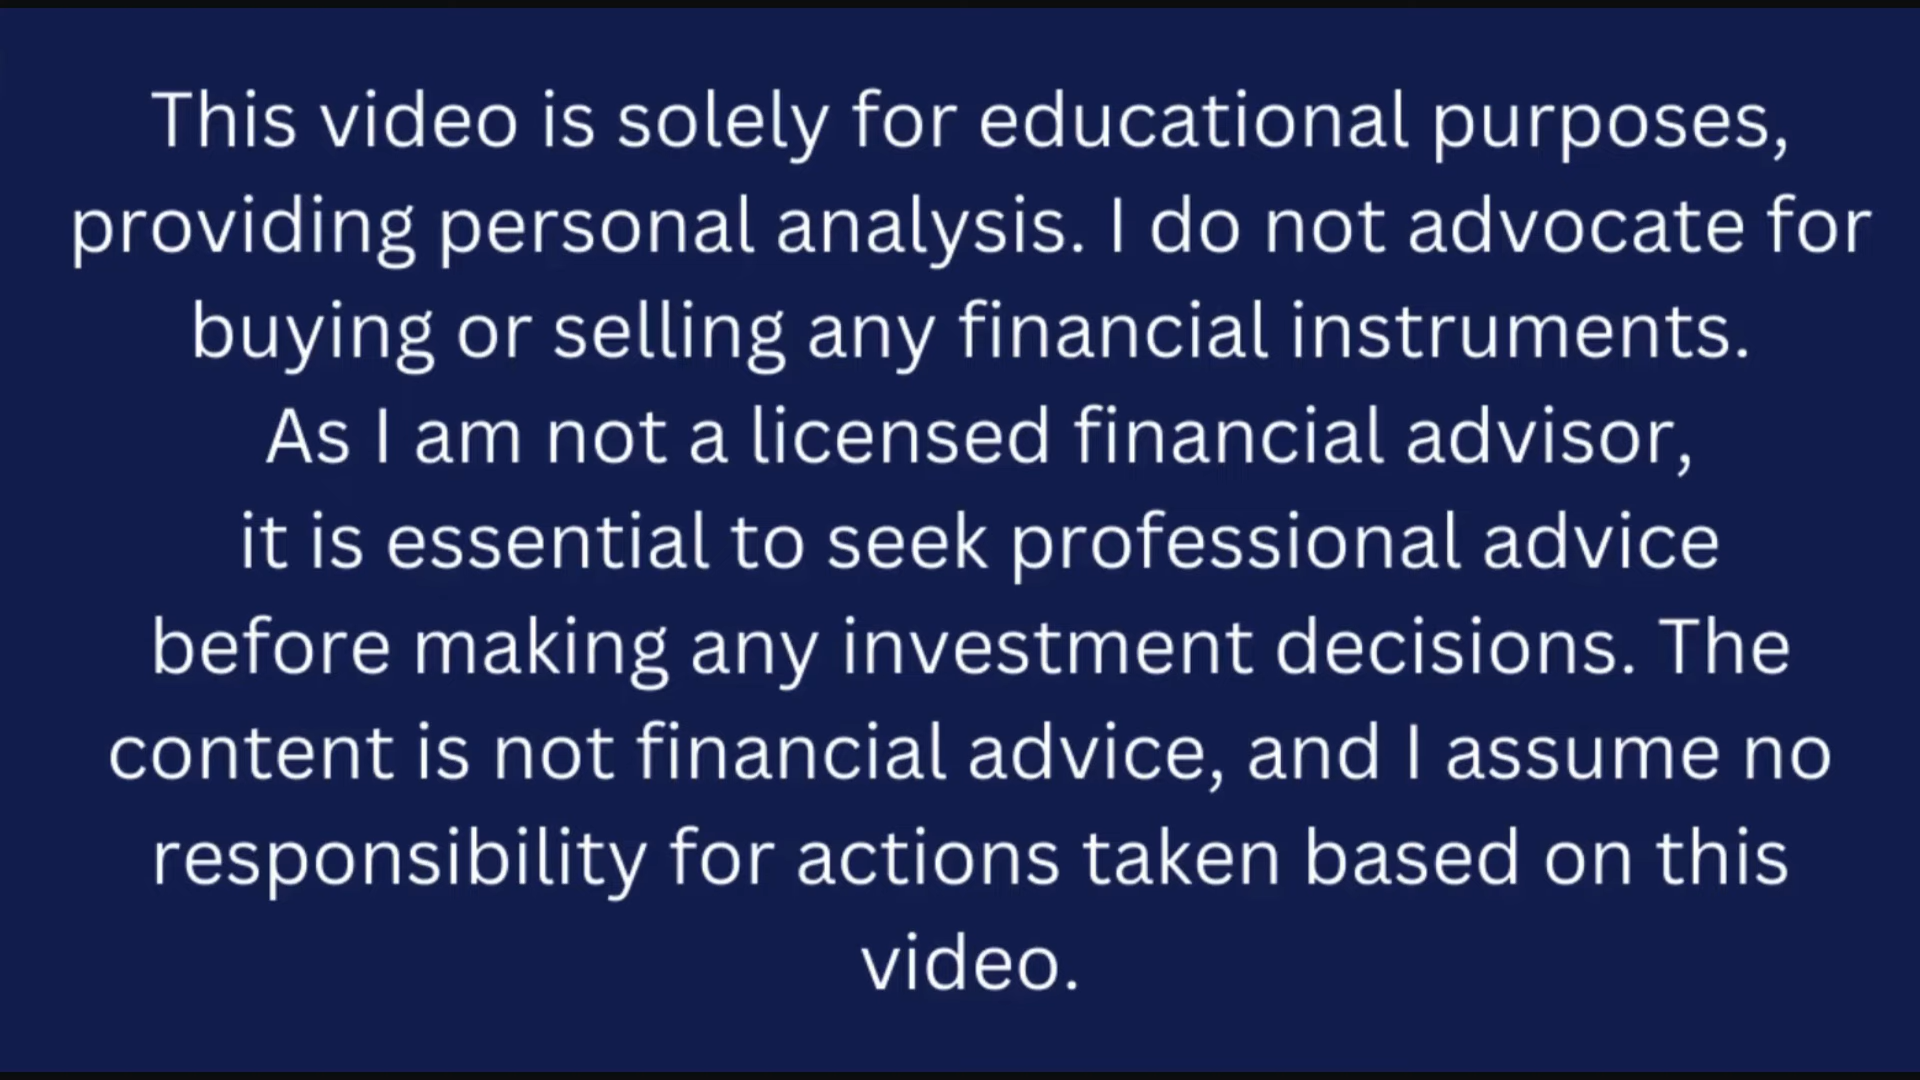 This video is solely for educational purposes,
providing personal analysis. I do not advocate for
buying or selling any financial instruments.
As I am not a licensed financial advisor,
it is essential to seek professional advice
before making any investment decisions. The
content is not financial advice, and I assume no
responsibility for actions taken based on this
video.